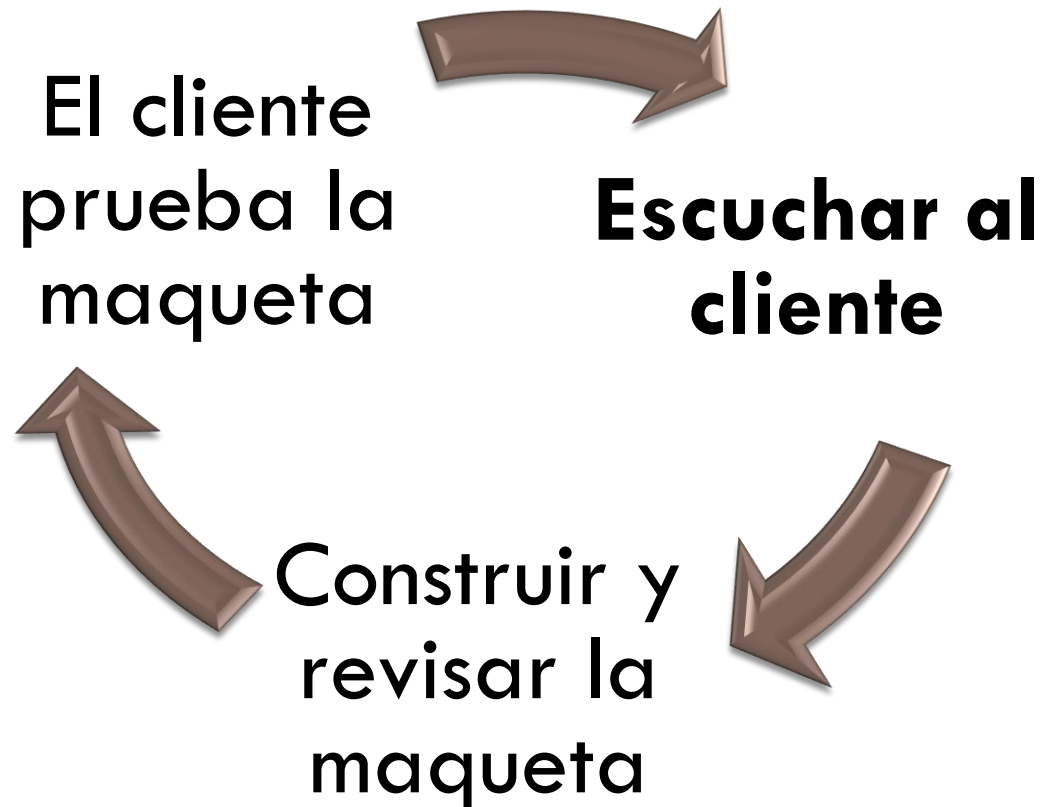 El cliente
prueba la
maqueta
Escuchar al
cliente
Construir y
revisar la
maqueta